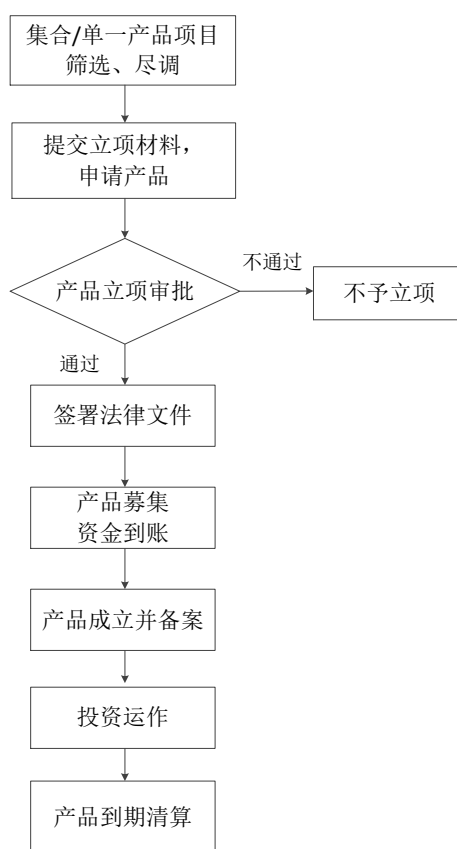 集合/单一产品项目
筛选、尽调
提交立项材料，
申请产品
产品立项审批
不通过
不予立项
通过
签署法律文件
产品募集
资金到账
产品成立并备案
投资运作
产品到期清算